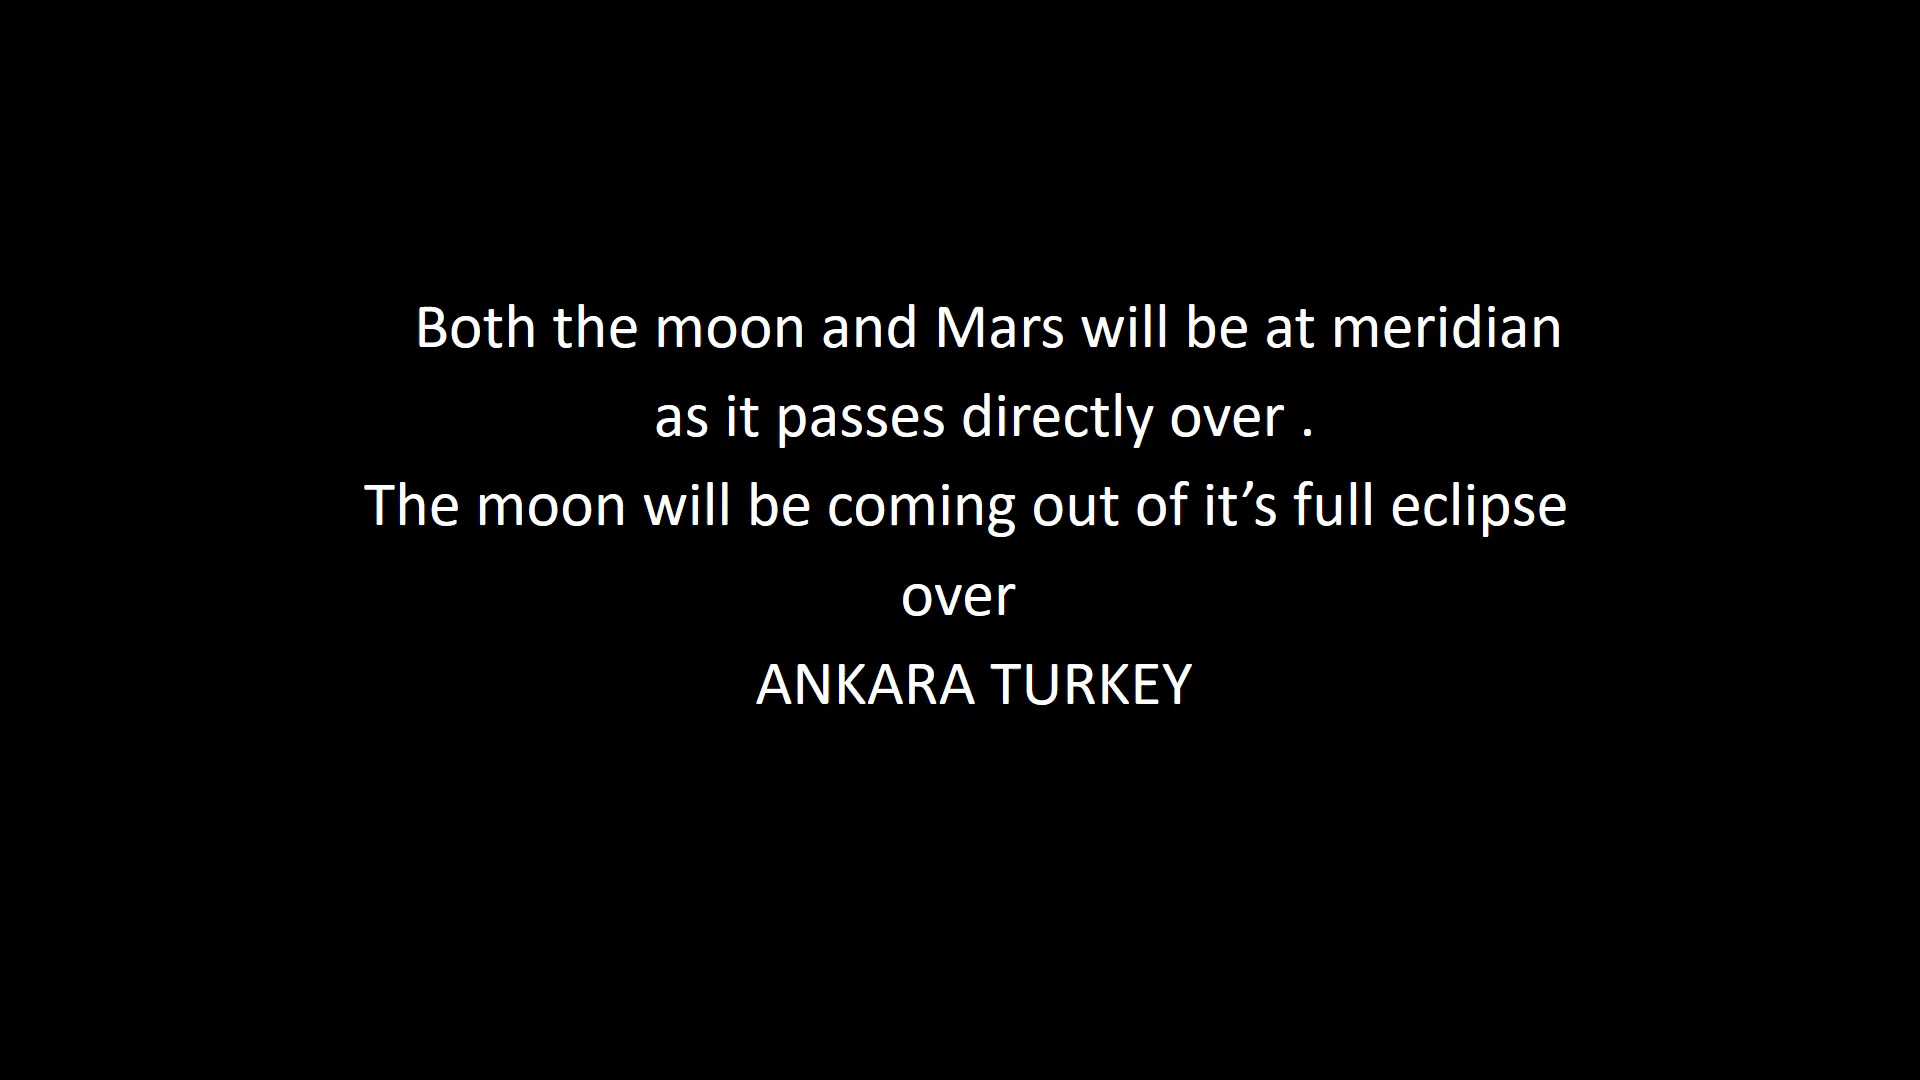 Both the moon and Mars will be at meridian
as it passes directly over .
The moon will be coming out of it’s full eclipse
over
ANKARA TURKEY